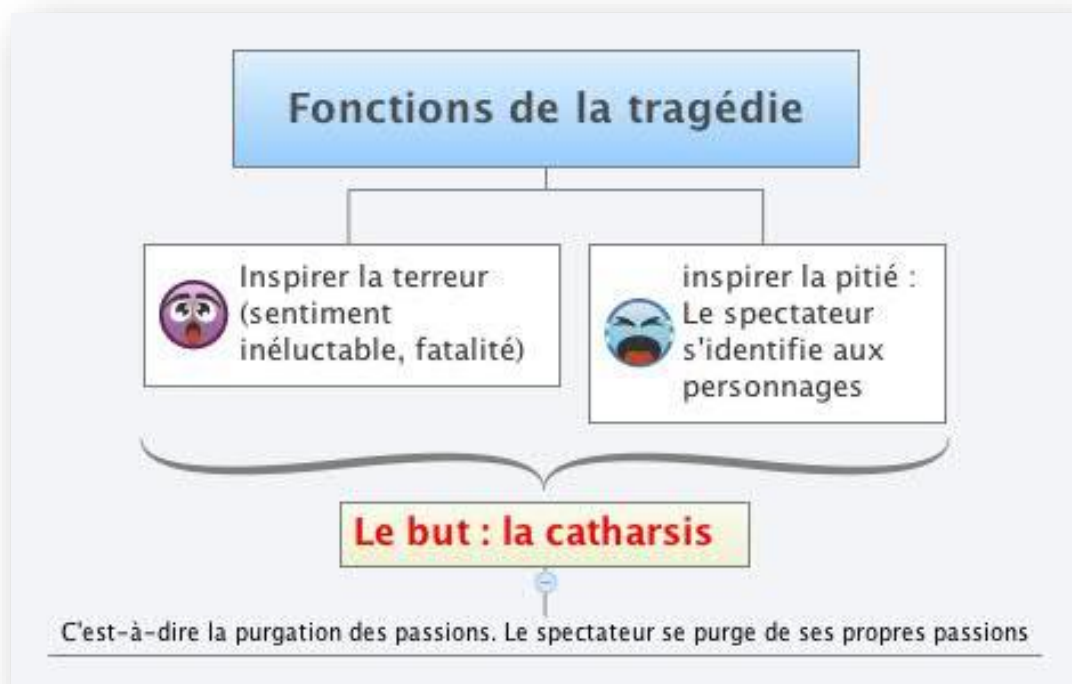 Fonctions de la tragédie
Inspirer la terreur
(sentiment
inéluctable, fatalité)
inspirer la pitié :
Le spectateur
s'identifie aux
personnages
Le but : la catharsis
C'est-à-dire la purgation des passions. Le spectateur se purge de ses propres passions